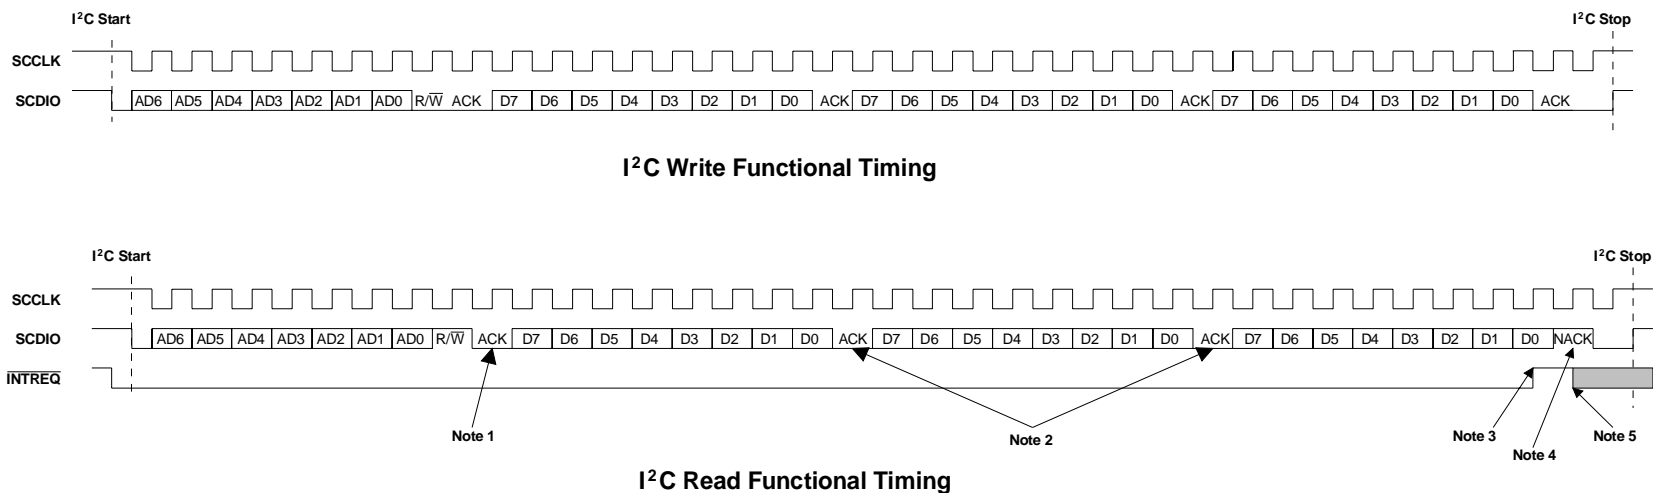 I²C Start I²C Stop
SCCLK
SCDIO AD6 AD5 AD4 AD3 AD2 AD1 AD0 R/W̅ ACK D7 D6 D5 D4 D3 D2 D1 D0 ACK D7 D6 D5 D4 D3 D2 D1 D0 ACK D7 D6 D5 D4 D3 D2 D1 D0 ACK
I²C Write Functional Timing
I²C Start I²C Stop
SCCLK
SCDIO AD6 AD5 AD4 AD3 AD2 AD1 AD0 R/W̅ ACK D7 D6 D5 D4 D3 D2 D1 D0 ACK D7 D6 D5 D4 D3 D2 D1 D0 ACK D7 D6 D5 D4 D3 D2 D1 D0 NACK
I̅N̅T̅R̅E̅Q̅
Note 1 Note 2 Note 3 Note 5
Note 4
I²C Read Functional Timing